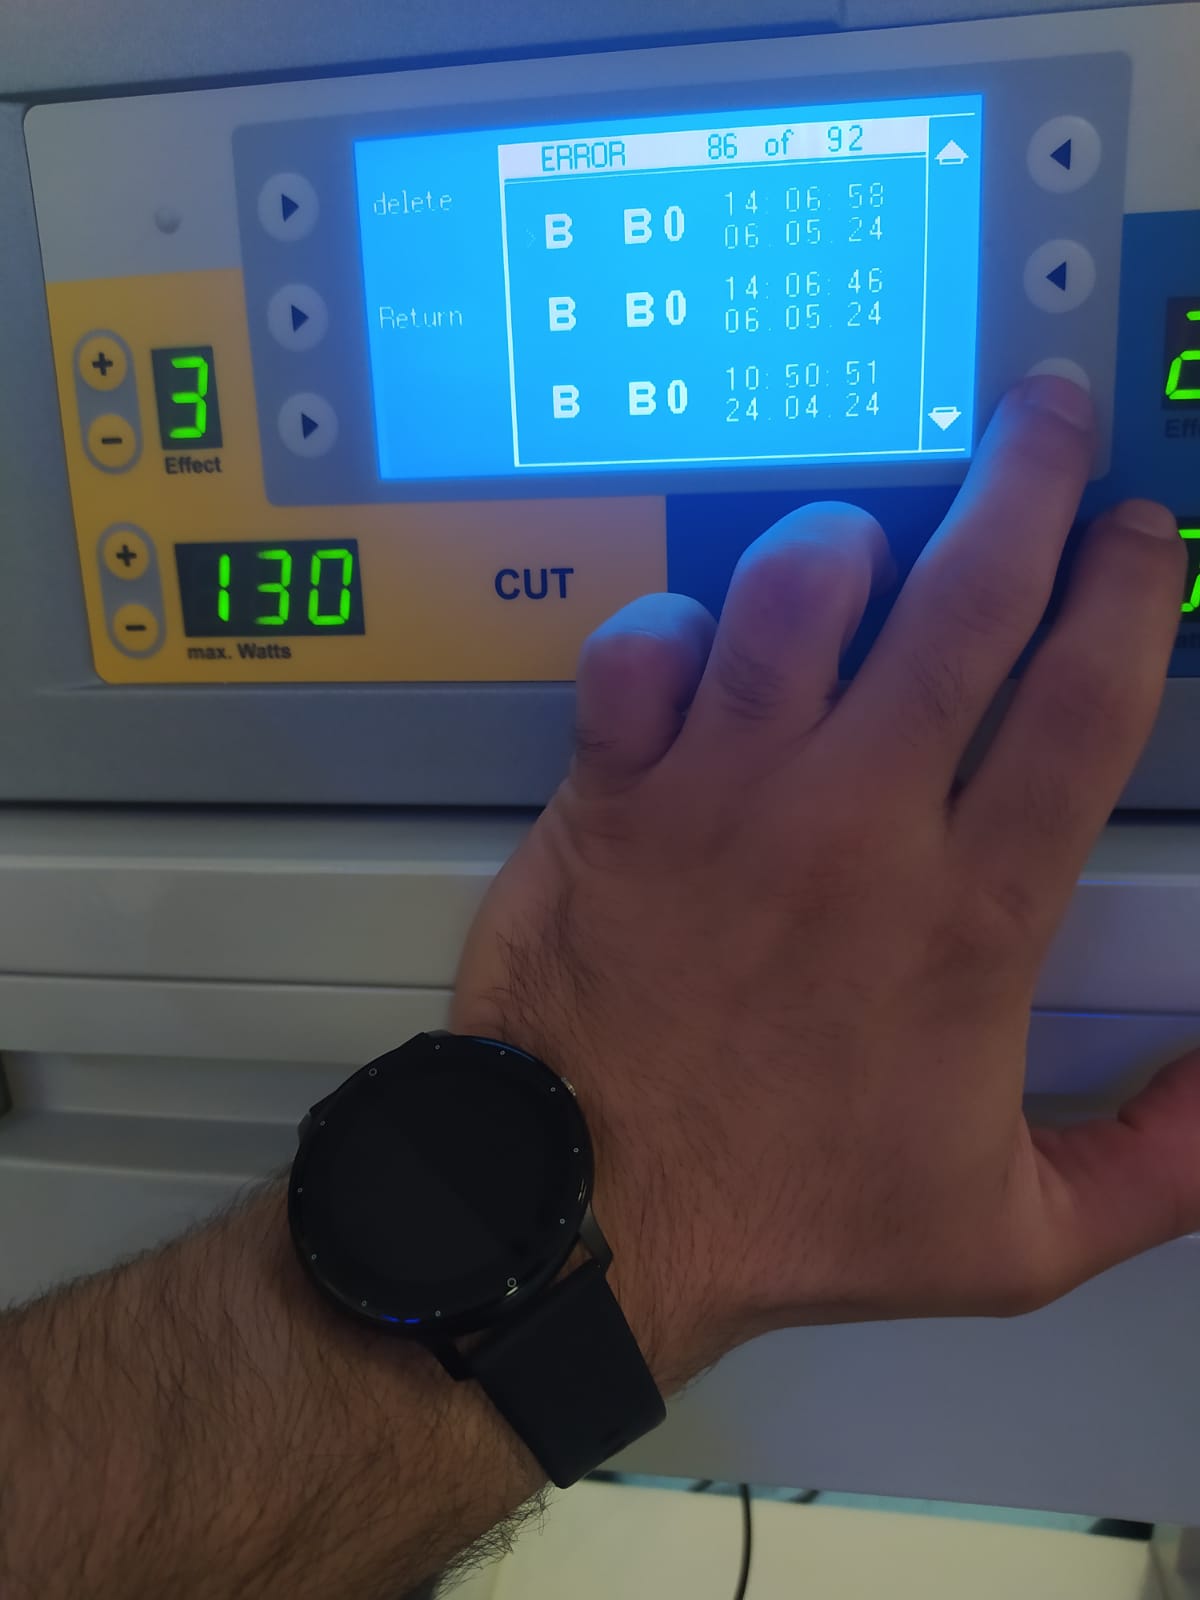 ERROR 86 of 92
delete
B B0 14:06:58
06.05.24
Return
B B0 14:06:46
06.05.24
B B0 10:50:51
24.04.24
+
3
−
Effect
+
130
−
max. Watts
CUT